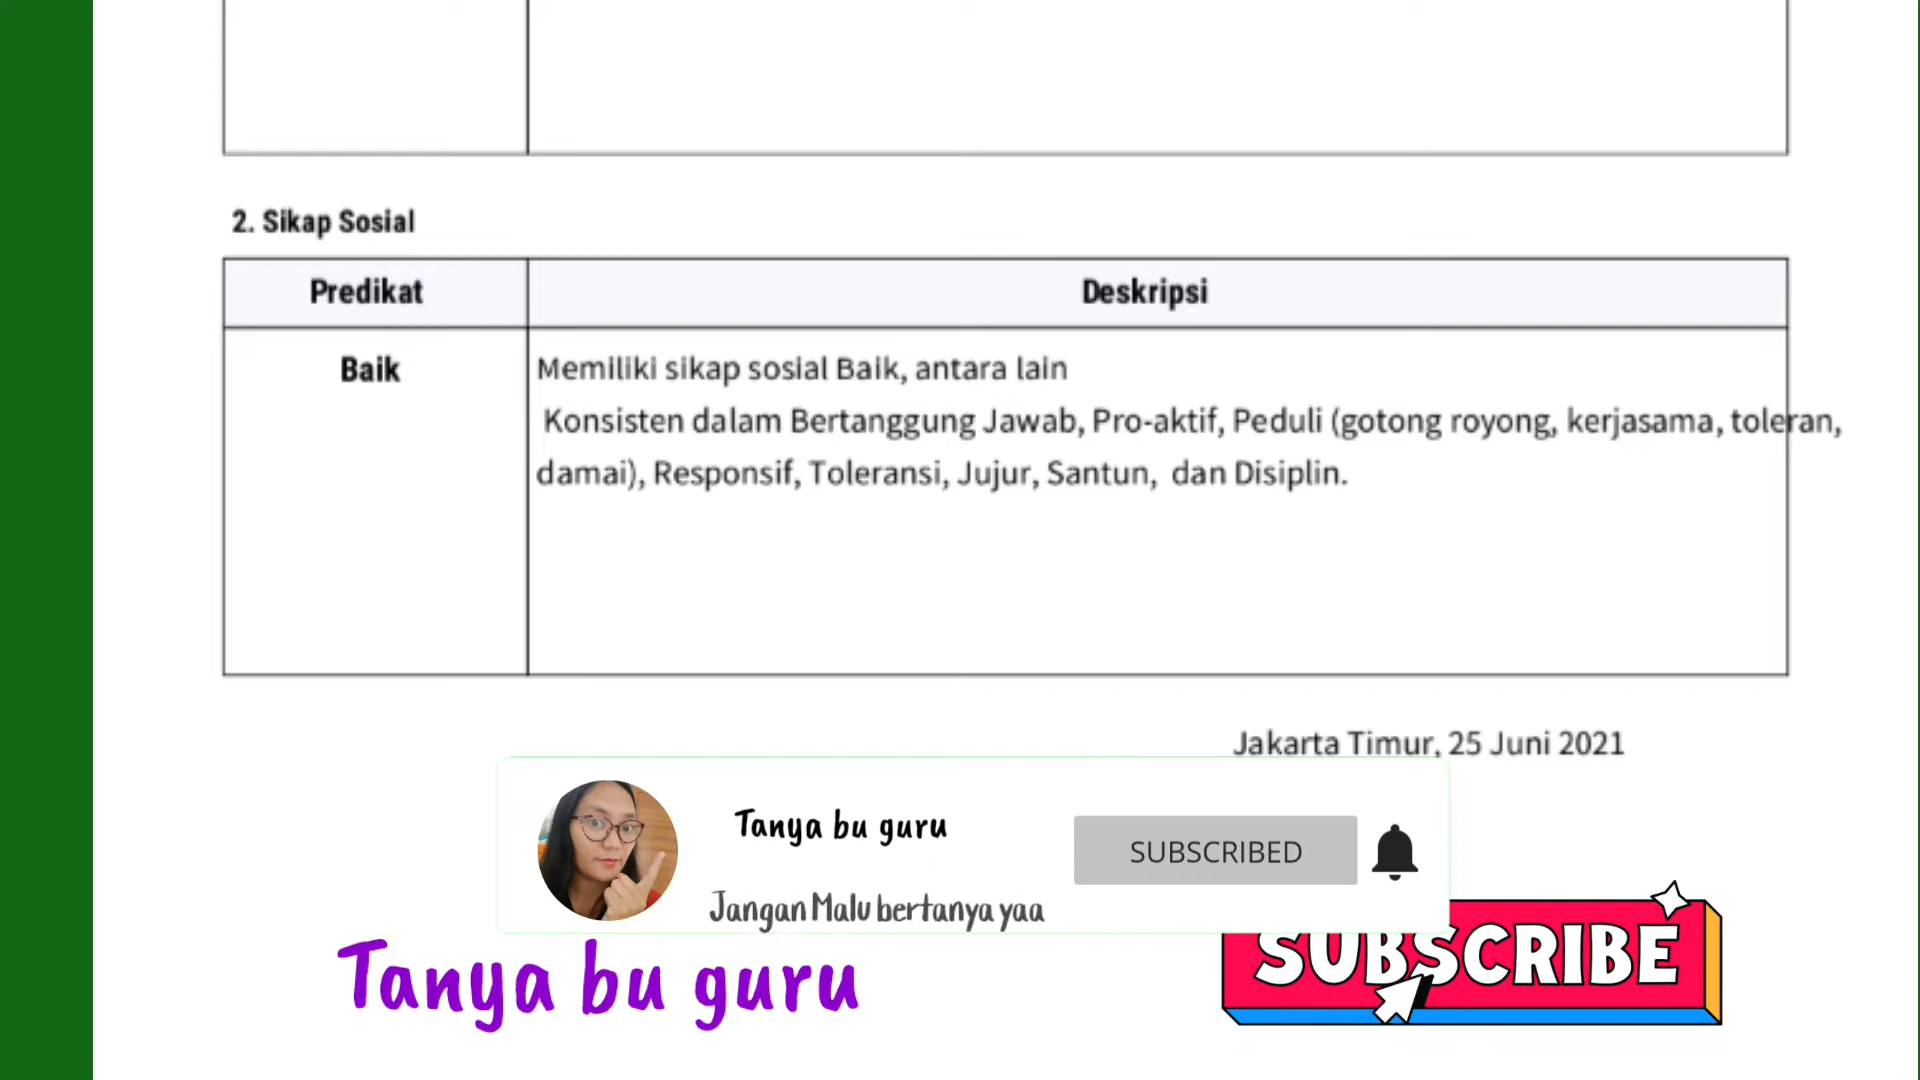 2. Sikap Sosial
Predikat
Deskripsi
Baik
Memiliki sikap sosial Baik, antara lain
Konsisten dalam Bertanggung Jawab, Pro-aktif, Peduli (gotong royong, kerjasama, toleran,
damai), Responsif, Toleransi, Jujur, Santun, dan Disiplin.
Jakarta Timur, 25 Juni 2021
Tanya bu guru
SUBSCRIBED
Jangan Malu bertanya yaa
Tanya bu guru
SUBSCRIBE